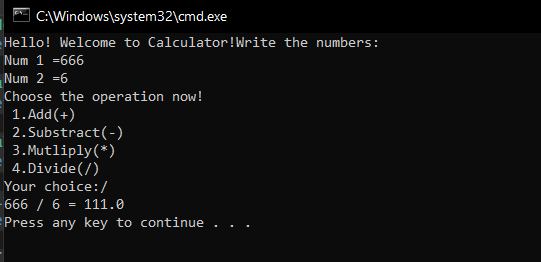 C:\Windows\system32\cmd.exe
Hello! Welcome to Calculator!Write the numbers:
Num 1 =666
Num 2 =6
Choose the operation now!
1.Add(+)
2.Substract(-)
3.Mutliply(*)
4.Divide(/)
Your choice:/
666 / 6 = 111.0
Press any key to continue . . .